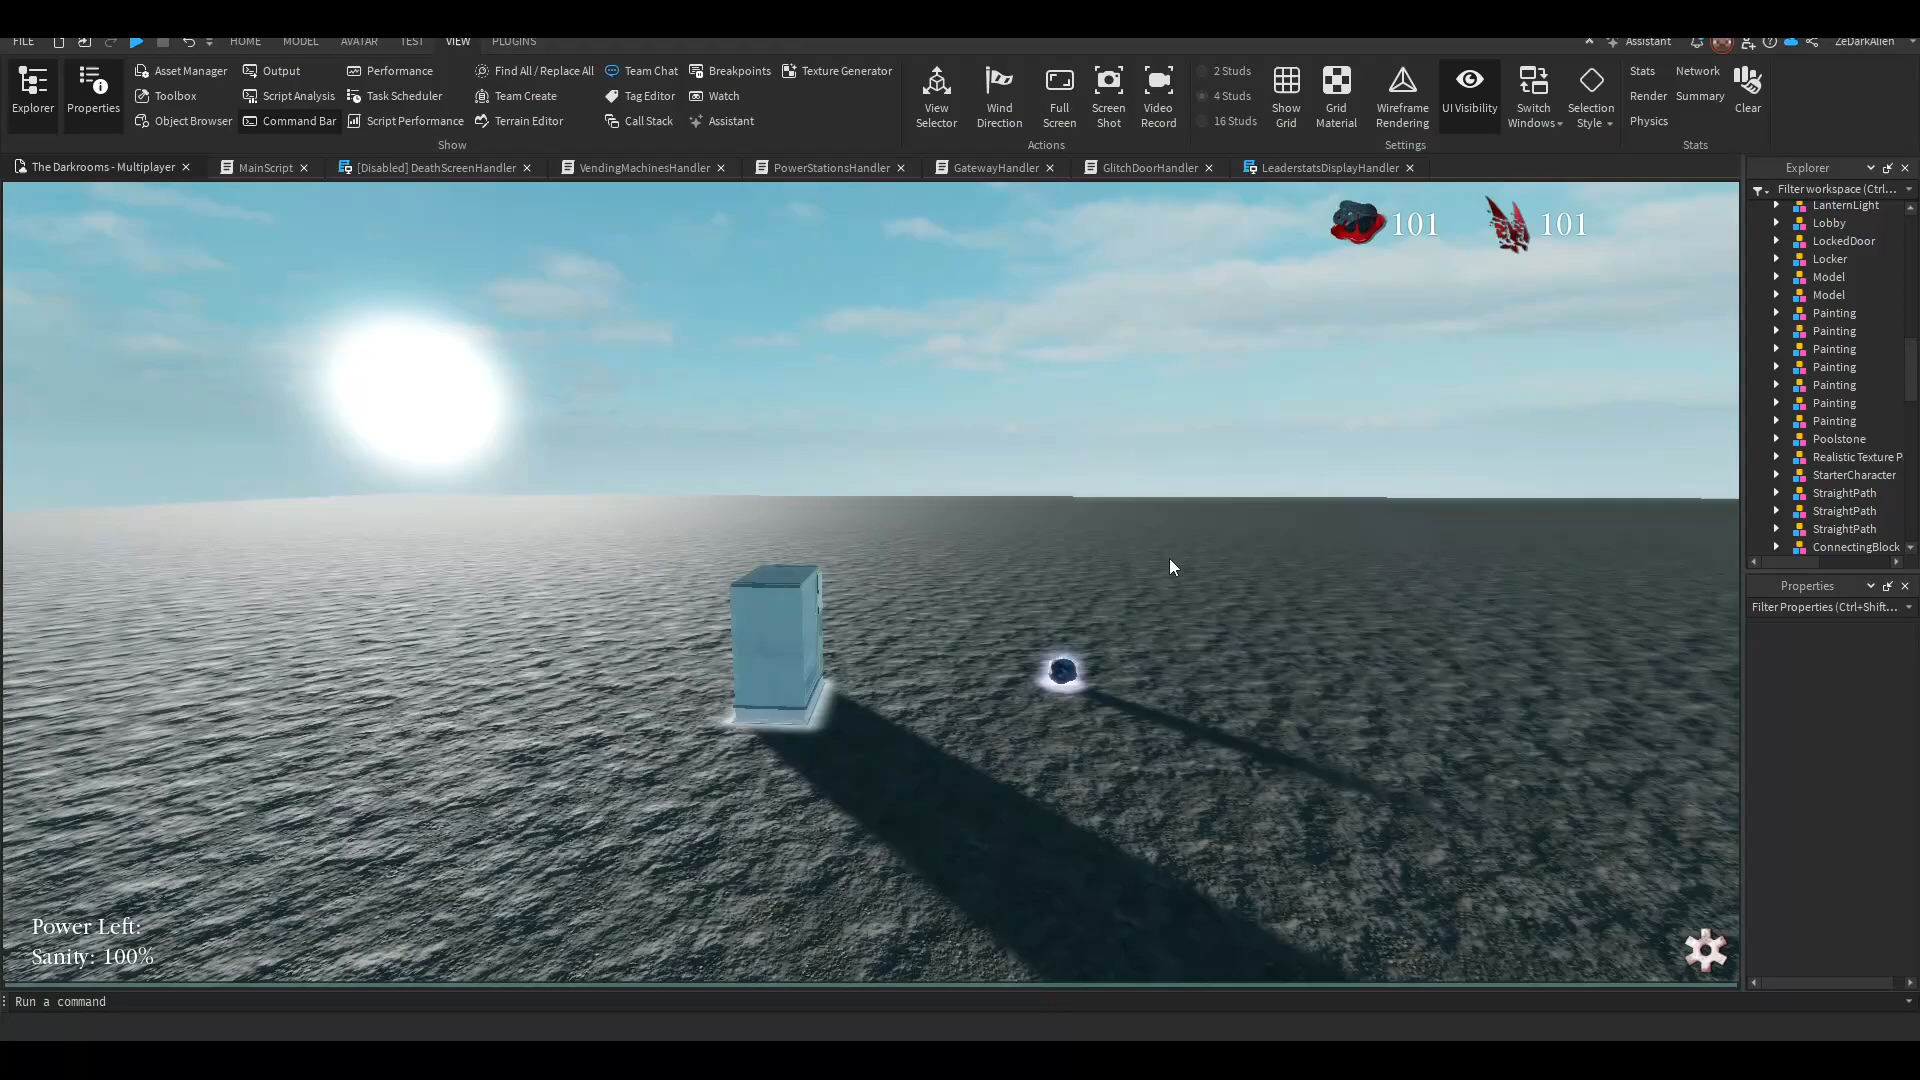 FILE HOME MODEL AVATAR TEST VIEW PLUGINS Assistant ZeDarkAlien
Explorer
Properties
Asset Manager
Toolbox
Object Browser
Output
Script Analysis
Command Bar
Performance
Task Scheduler
Script Performance
Find All / Replace All
Team Create
Terrain Editor
Team Chat
Tag Editor
Call Stack
Breakpoints
Watch
Assistant
Texture Generator
Show
View
Selector
Wind
Direction
Full
Screen
Screen
Shot
Video
Record
Actions
2 Studs
4 Studs
16 Studs
Show
Grid
Grid
Material
Wireframe
Rendering
UI Visibility
Switch
Windows
Selection
Style
Settings
Stats
Render
Physics
Network
Summary
Clear
Stats
The Darkrooms - Multiplayer MainScript [Disabled] DeathScreenHandler VendingMachinesHandler PowerStationsHandler GatewayHandler GlitchDoorHandler LeaderstatsDisplayHandler
101 101
Power Left:
Sanity: 100%
Run a command
Explorer
Filter workspace (Ctrl...
LanternLight
Lobby
LockedDoor
Locker
Model
Model
Painting
Painting
Painting
Painting
Painting
Painting
Painting
Poolstone
Realistic Texture P
StarterCharacter
StraightPath
StraightPath
StraightPath
ConnectingBlock
Properties
Filter Properties (Ctrl+Shift...